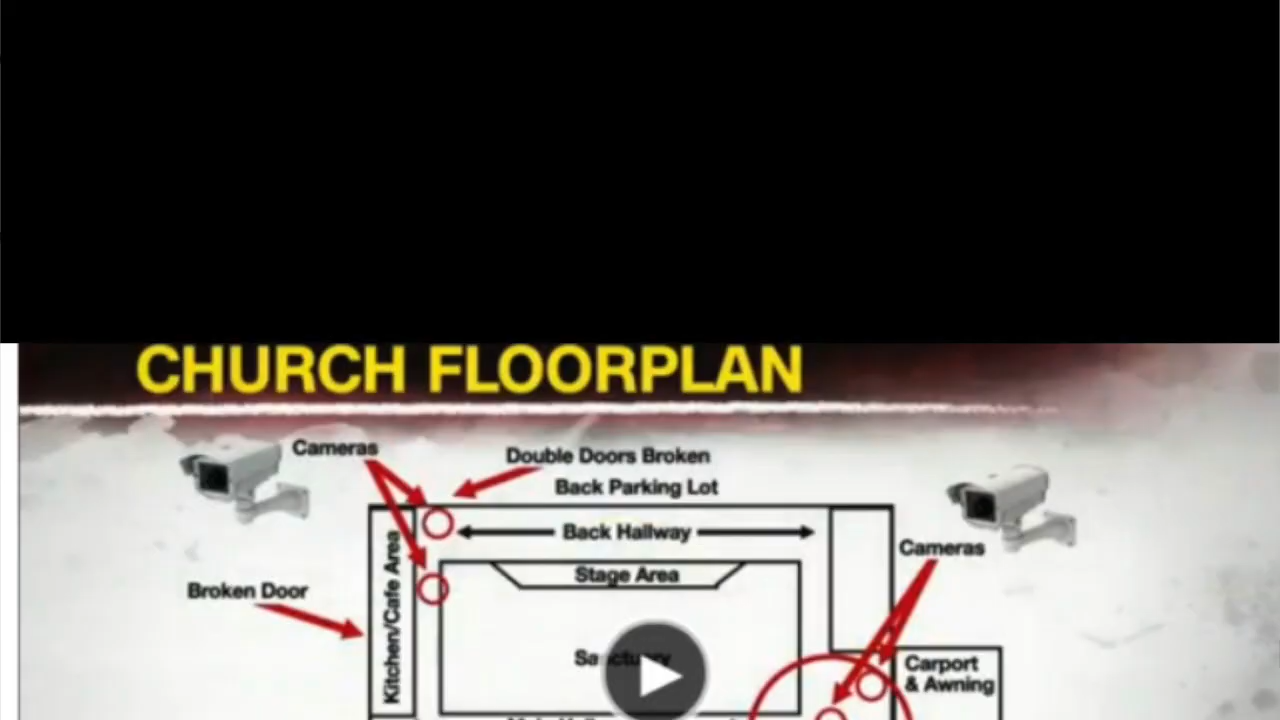 CHURCH FLOORPLAN
Cameras
Double Doors Broken
Back Parking Lot
Back Hallway
Cameras
Stage Area
Broken Door
Kitchen/Cafe Area
Sanctuary
Carport
& Awning